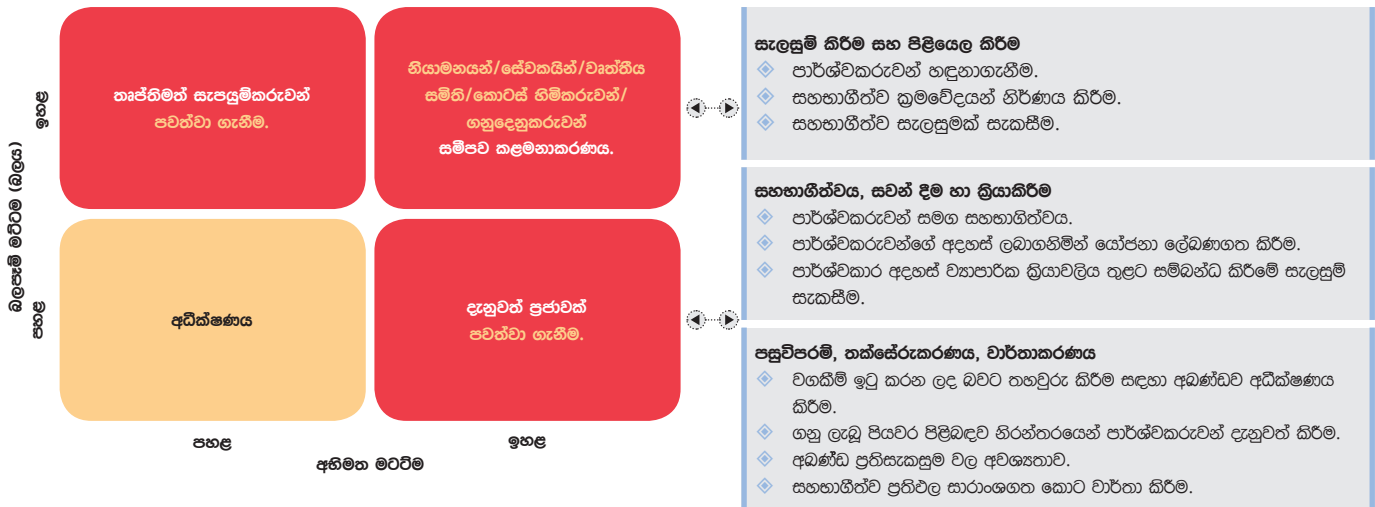 බලපෑම් මට්ටම (බලය)
ඉහළ
පහළ
තෘප්තිමත් සැපයුම්කරුවන්
පවත්වා ගැනීම.
නියාමනයන්/සේවකයින්/වෘත්තීය
සමිති/කොටස් හිමිකරුවන්/
ගනුදෙනුකරුවන්
සමීපව කළමනාකරණය.
අධීක්ෂණය
දැනුවත් ප්‍රජාවක්
පවත්වා ගැනීම.
පහළ
ඉහළ
අභිමත මට්ටම
සැලසුම් කිරීම සහ පිළියෙල කිරීම
පාර්ශ්වකරුවන් හඳුනාගැනීම.
සහභාගීත්ව ක්‍රමවේදයන් නිර්ණය කිරීම.
සහභාගීත්ව සැලසුමක් සැකසීම.
සහභාගීත්වය, සවන් දීම හා ක්‍රියාකිරීම
පාර්ශ්වකරුවන් සමග සහභාගීත්වය.
පාර්ශ්වකරුවන්ගේ අදහස් ලබාගනිමින් යෝජනා ලේඛණගත කිරීම.
පාර්ශ්වකාර අදහස් ව්‍යාපාරික ක්‍රියාවලිය තුළට සම්බන්ධ කිරීමේ සැලසුම්
සැකසීම.
පසුවිපරම්, තක්සේරුකරණය, වාර්තාකරණය
වගකීම් ඉටු කරන ලද බවට තහවුරු කිරීම සඳහා අඛණ්ඩව අධීක්ෂණය
කිරීම.
ගනු ලැබූ පියවර පිළිබඳව නිරන්තරයෙන් පාර්ශ්වකරුවන් දැනුවත් කිරීම.
අඛණ්ඩ ප්‍රතිසැකසුම් වල අවශ්‍යතාව.
සහභාගීත්ව ප්‍රතිඵල සාරාංශගත කොට වාර්තා කිරීම.